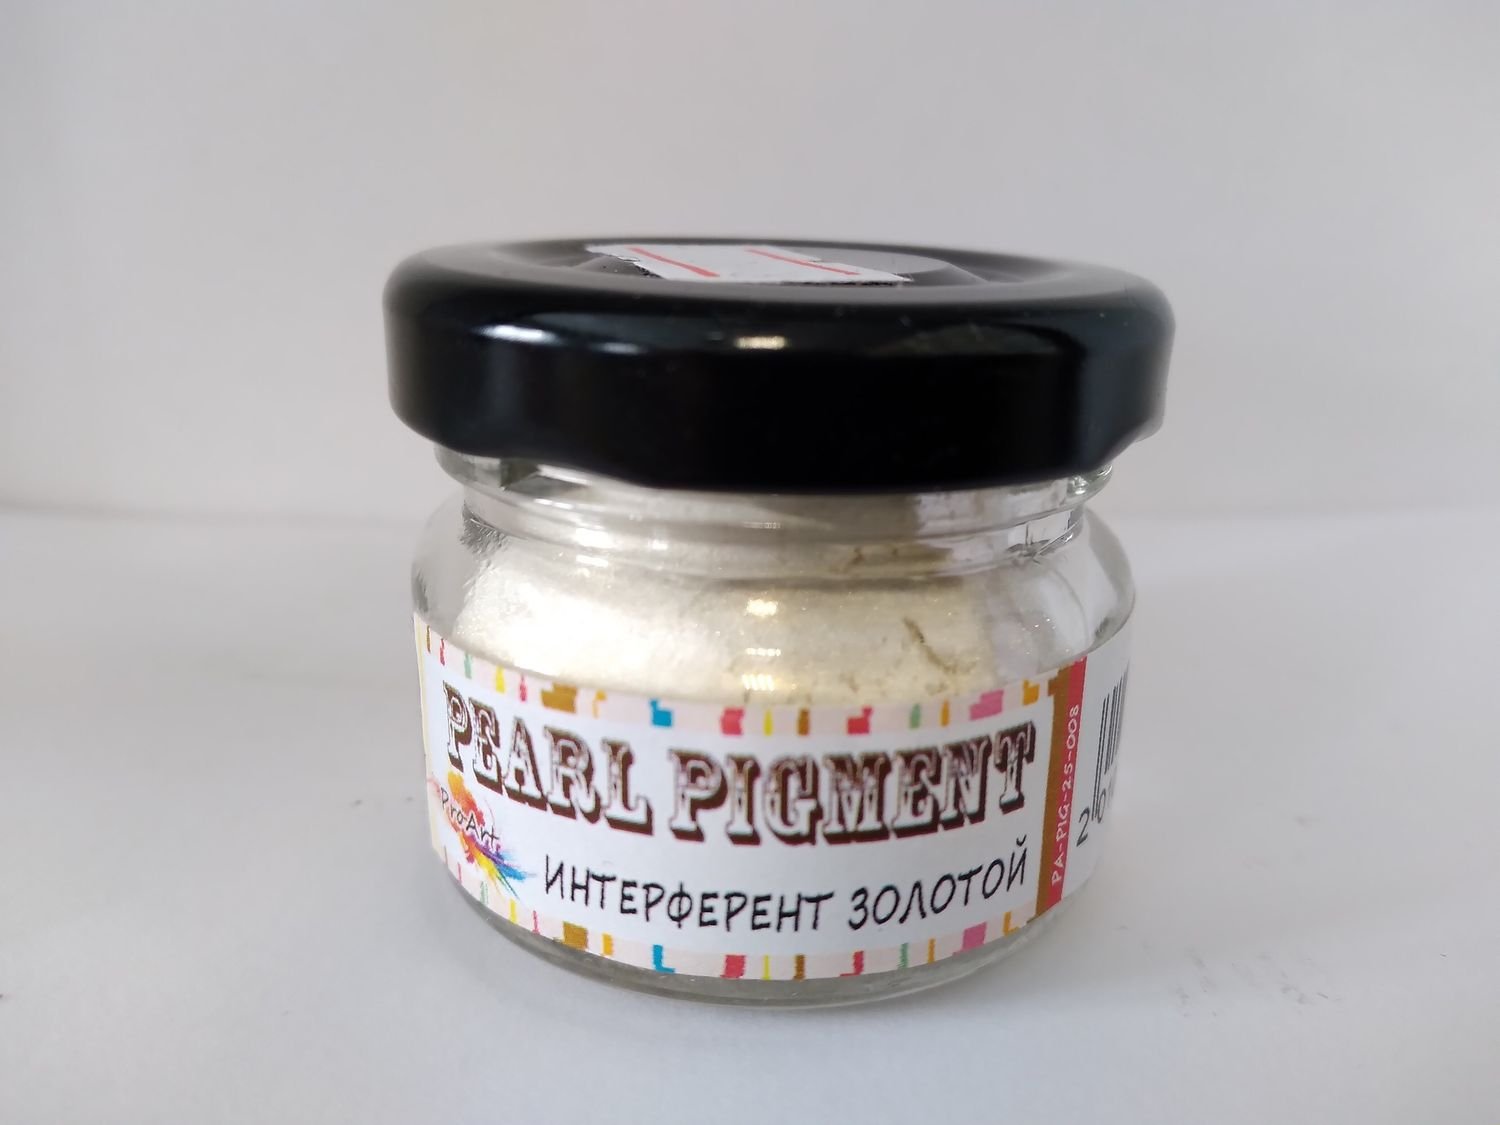 PEARL PIGMENT
ProArt
ИНТЕРФЕРЕНТ ЗОЛОТОЙ
PA-PIG-25-008